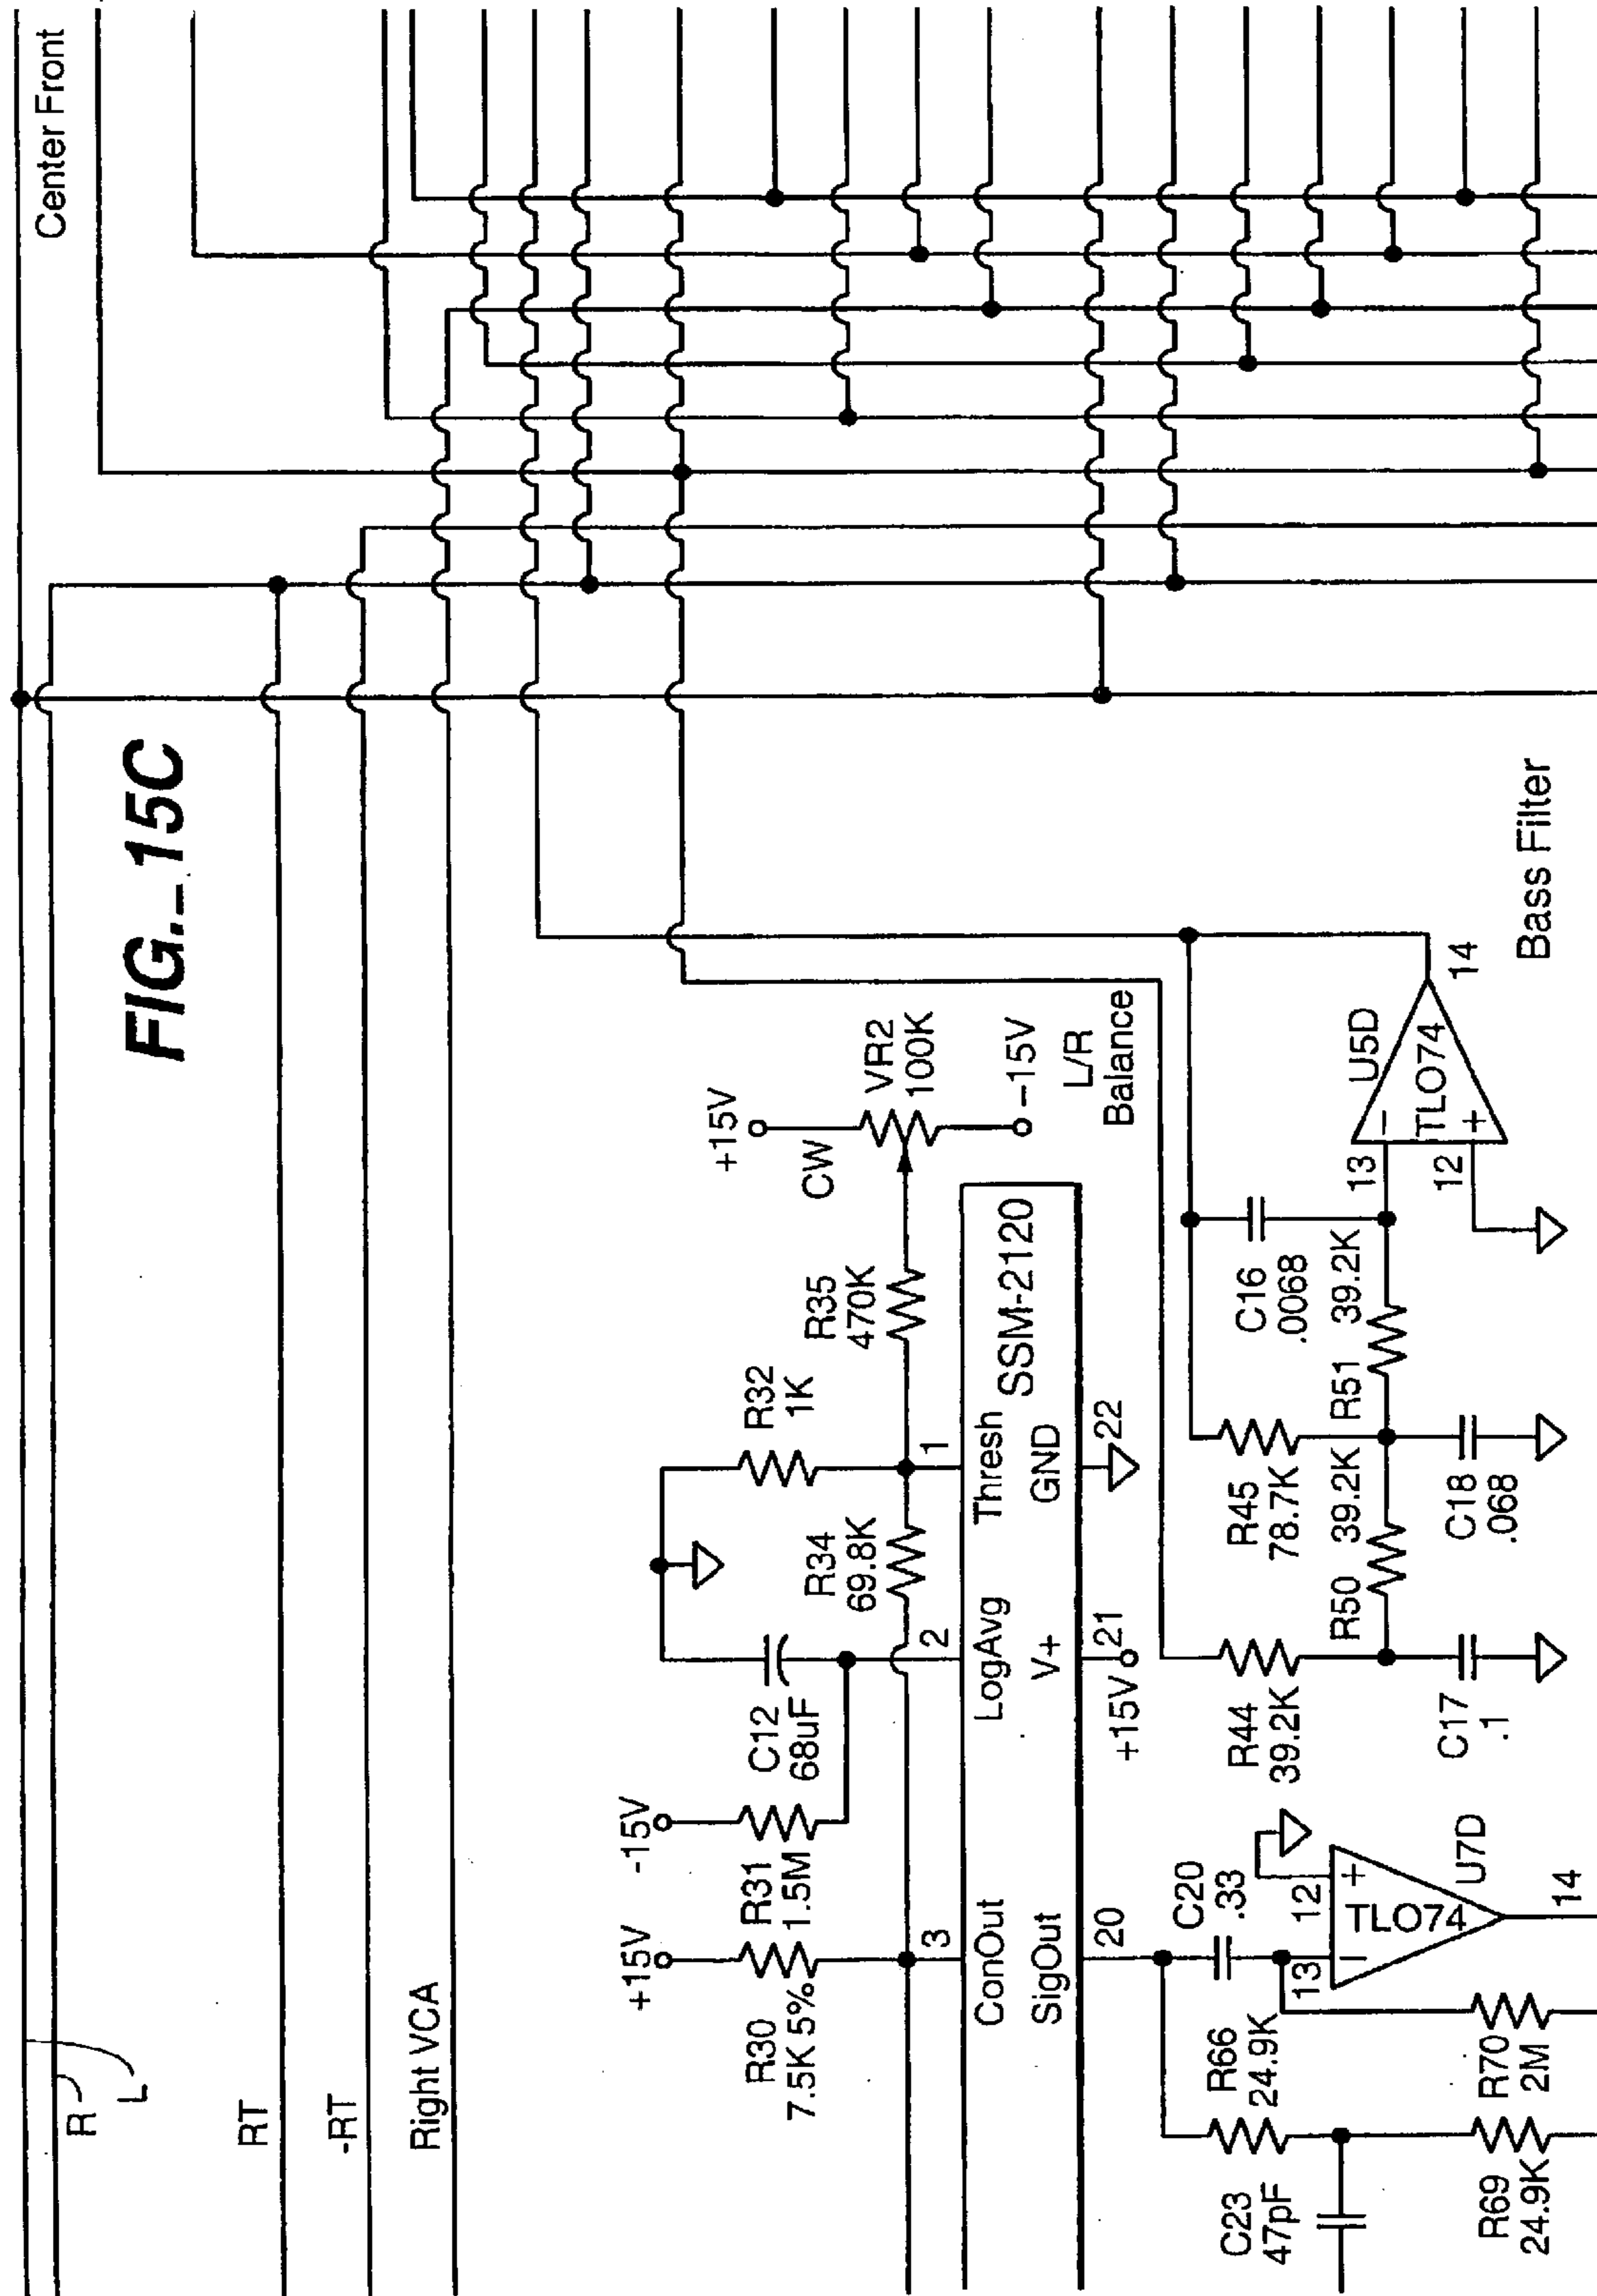 FIG._15C
Center Front
R
L
RT
-RT
Right VCA
+15V
-15V
R30
7.5K 5%
R31
1.5M
C12
68uF
R32
1K
R34
69.8K
R35
470K
+15V
CW
VR2
100K
-15V
L/R
Balance
3
2
1
ConOut
LogAvg
Thresh
SSM-2120
SigOut
V+
GND
20
21
22
+15V
R44
39.2K
R45
78.7K
C16
.0068
R50
39.2K
R51
39.2K
C17
.1
C18
.068
13
12
U5D
TLO74
14
Bass Filter
C20
.33
12
13
TLO74
U7D
14
R66
24.9K
C23
47pF
R69
24.9K
R70
2M